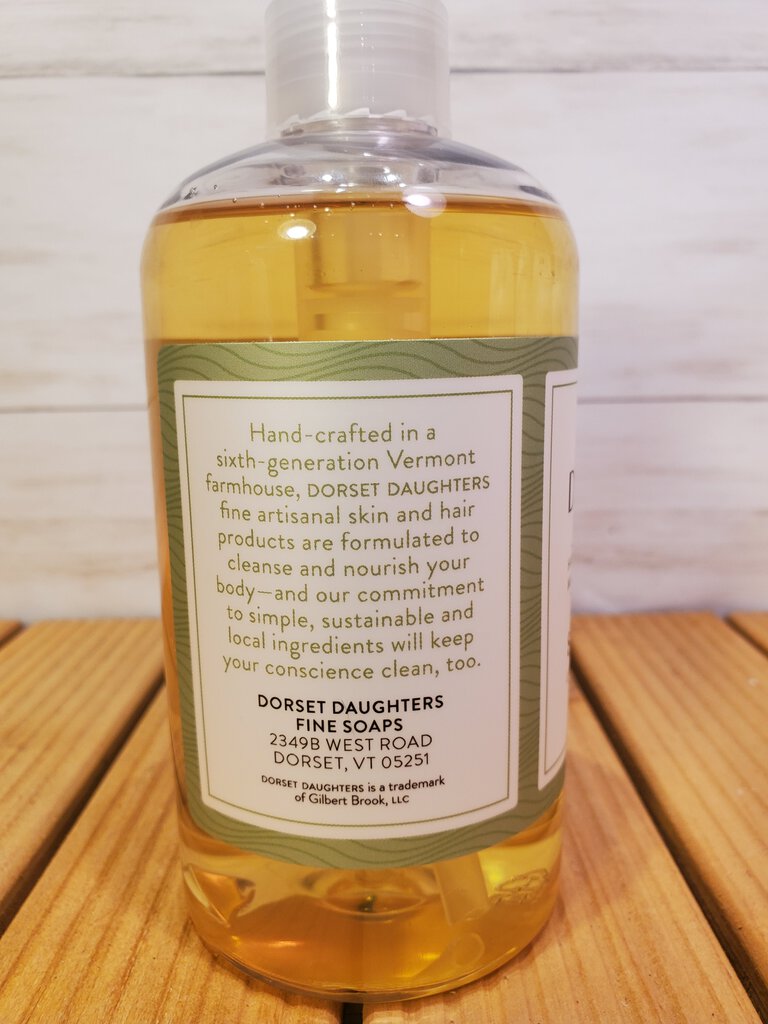 Hand-crafted in a
sixth-generation Vermont
farmhouse, DORSET DAUGHTERS
fine artisanal skin and hair
products are formulated to
cleanse and nourish your
body—and our commitment
to simple, sustainable and
local ingredients will keep
your conscience clean, too.
DORSET DAUGHTERS
FINE SOAPS
2349B WEST ROAD
DORSET, VT 05251
DORSET DAUGHTERS is a trademark
of Gilbert Brook, LLC